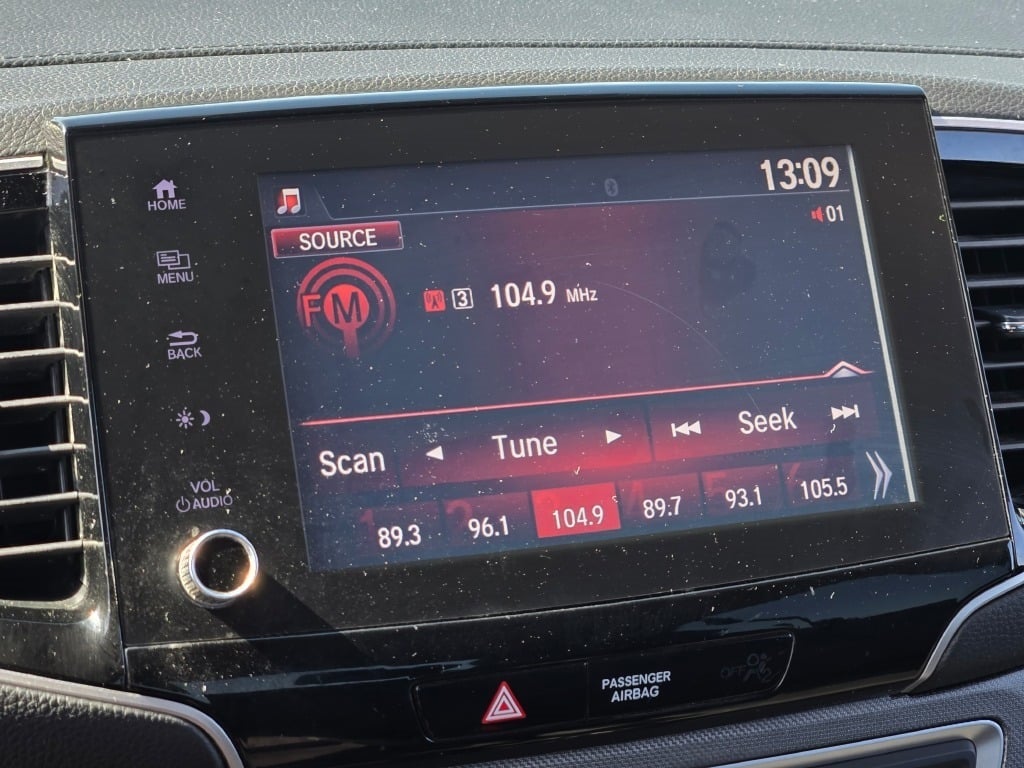 13:09
HOME
01
SOURCE
MENU
FM
3 104.9 MHz
BACK
Scan Tune Seek
VOL
AUDIO
89.3 96.1 104.9 89.7 93.1 105.5
PASSENGER
AIRBAG
OFF